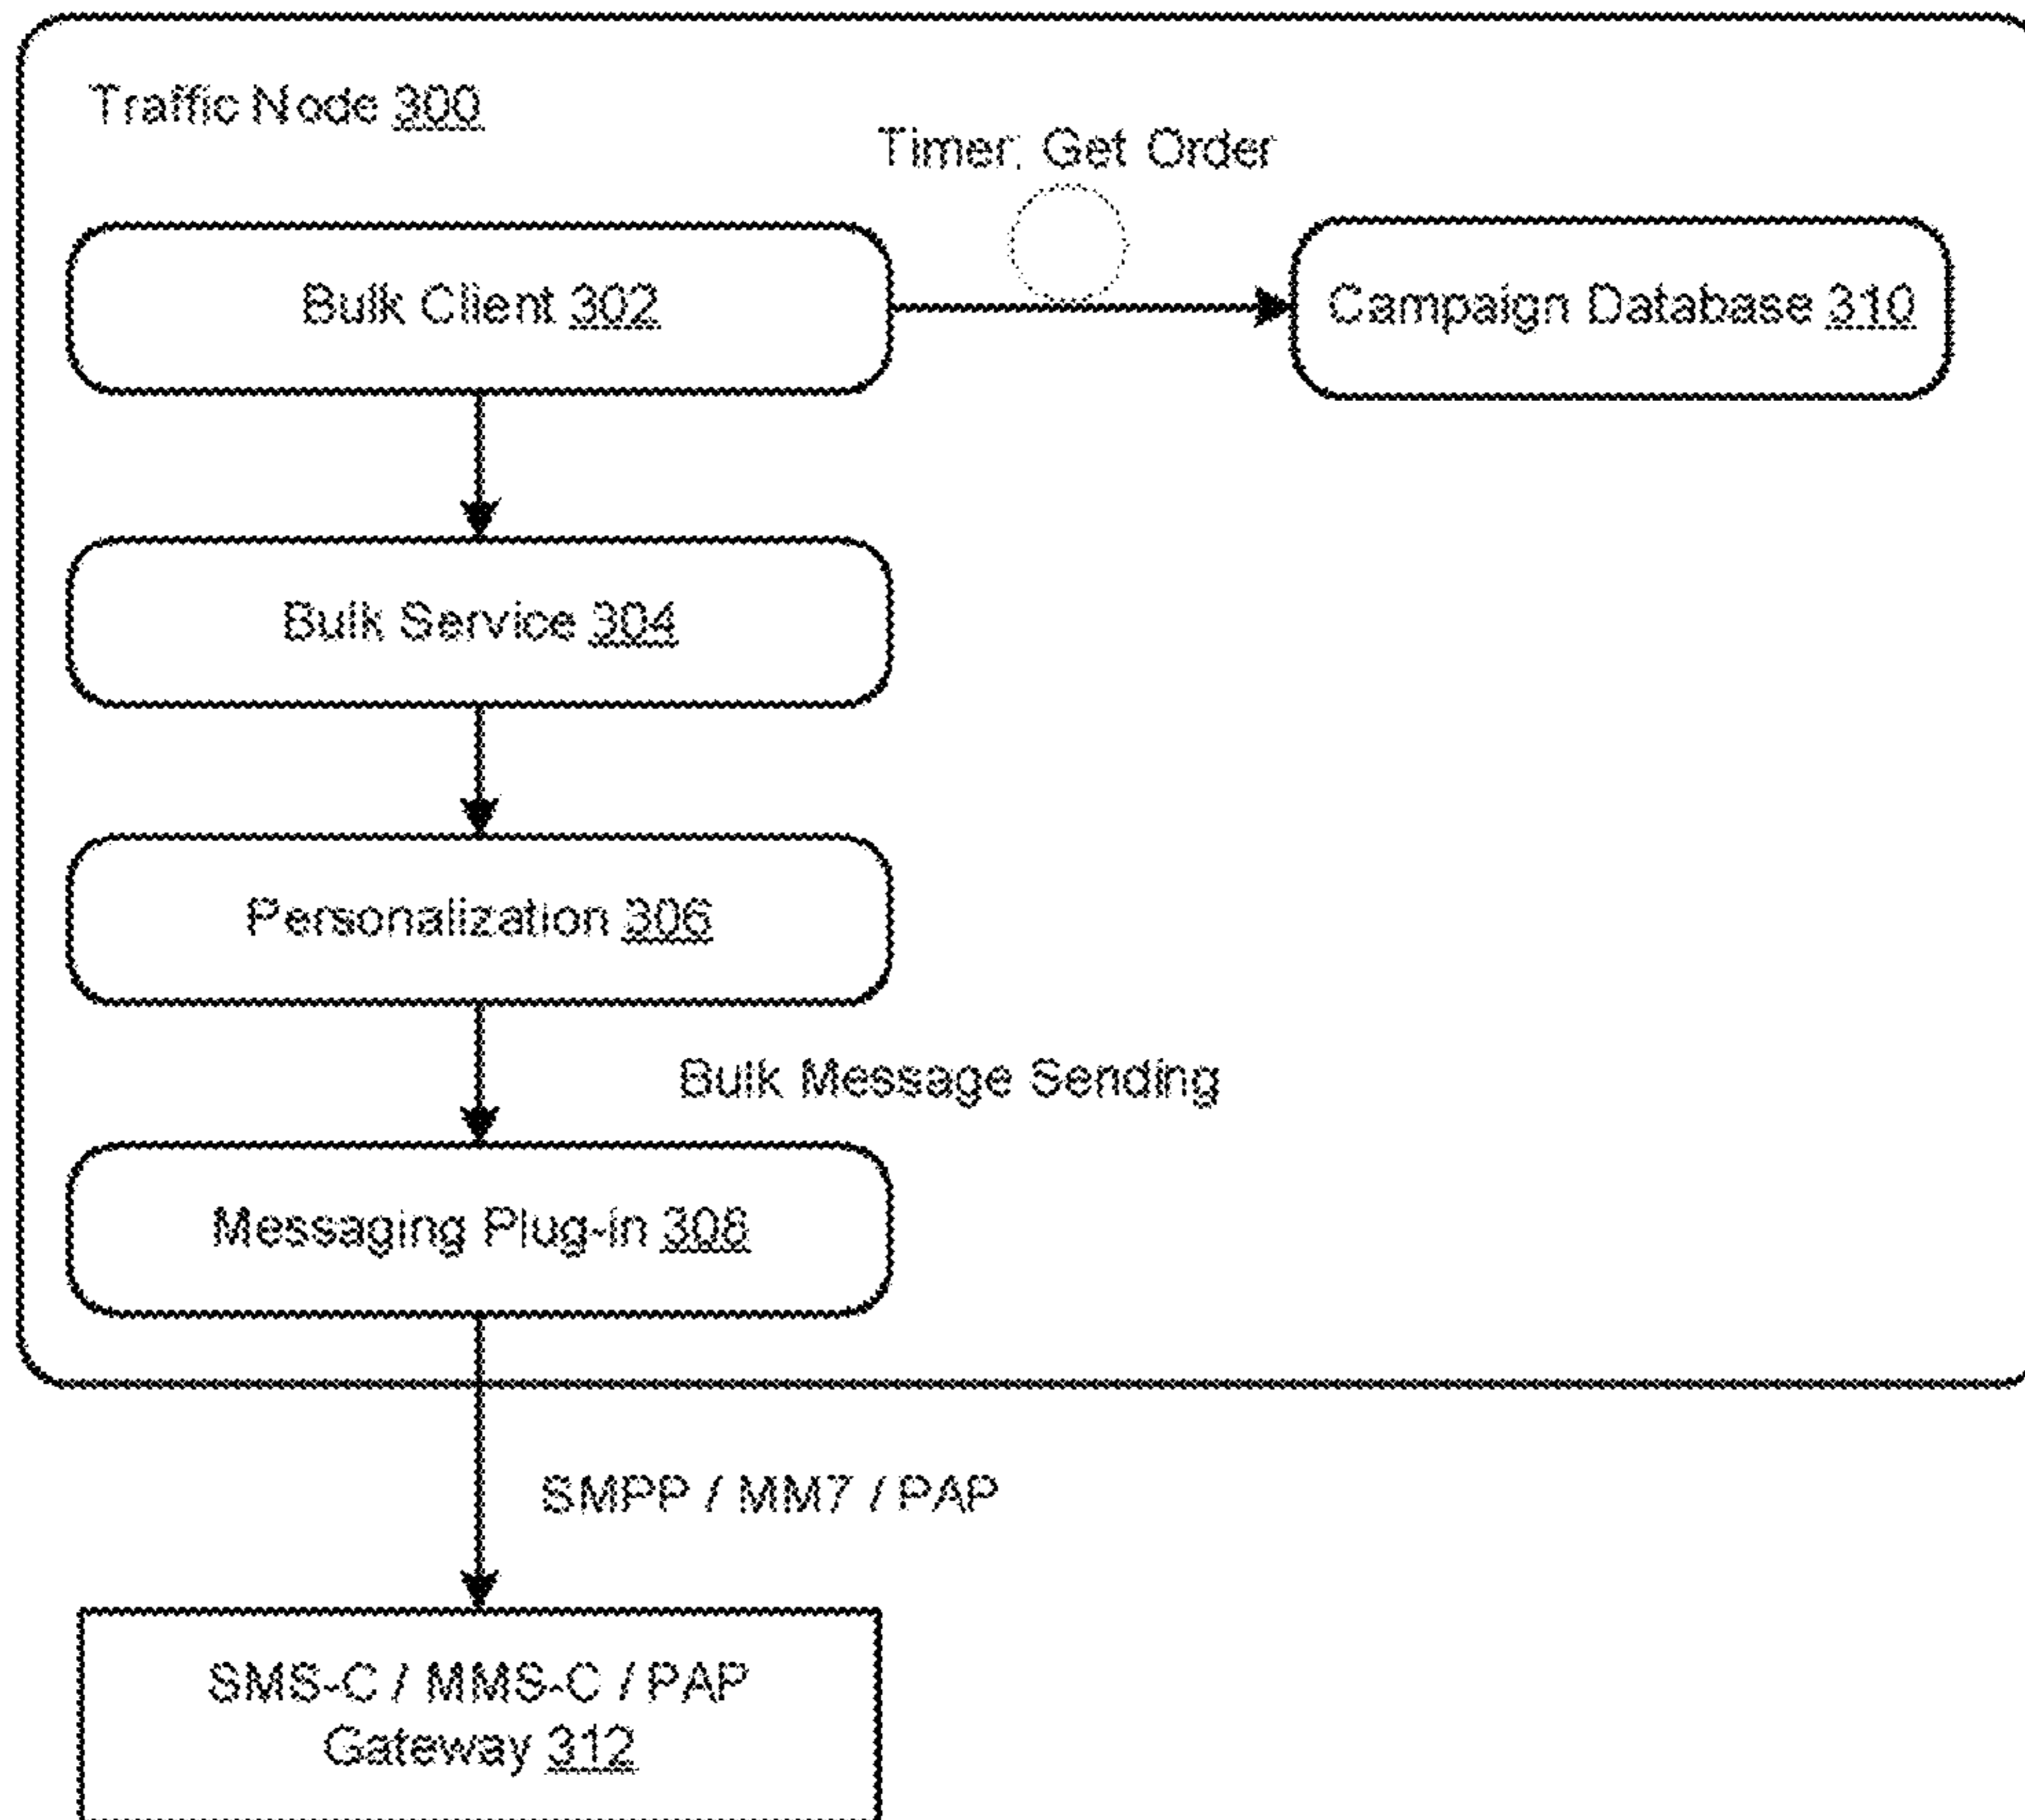 Traffic Node 300
Timer: Get Order
Bulk Client 302
Campaign Database 310
Bulk Service 304
Personalization 306
Bulk Message Sending
Messaging Plug-in 308
SMPP / MM7 / PAP
SMS-C / MMS-C / PAP
Gateway 312